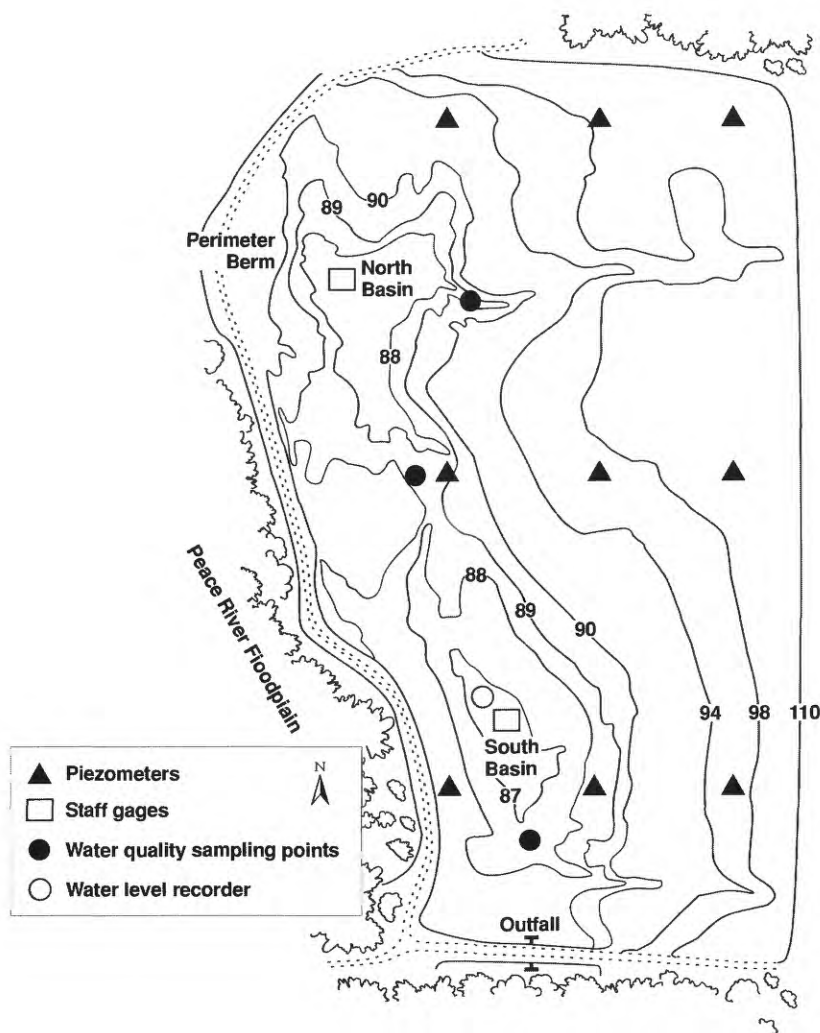 90
89
Perimeter
Berm
North
Basin
88
Peace River Floodplain
88
89
90
94 98 110
South
Basin
87
N
Piezometers
Staff gages
Water quality sampling points
Water level recorder
Outfall